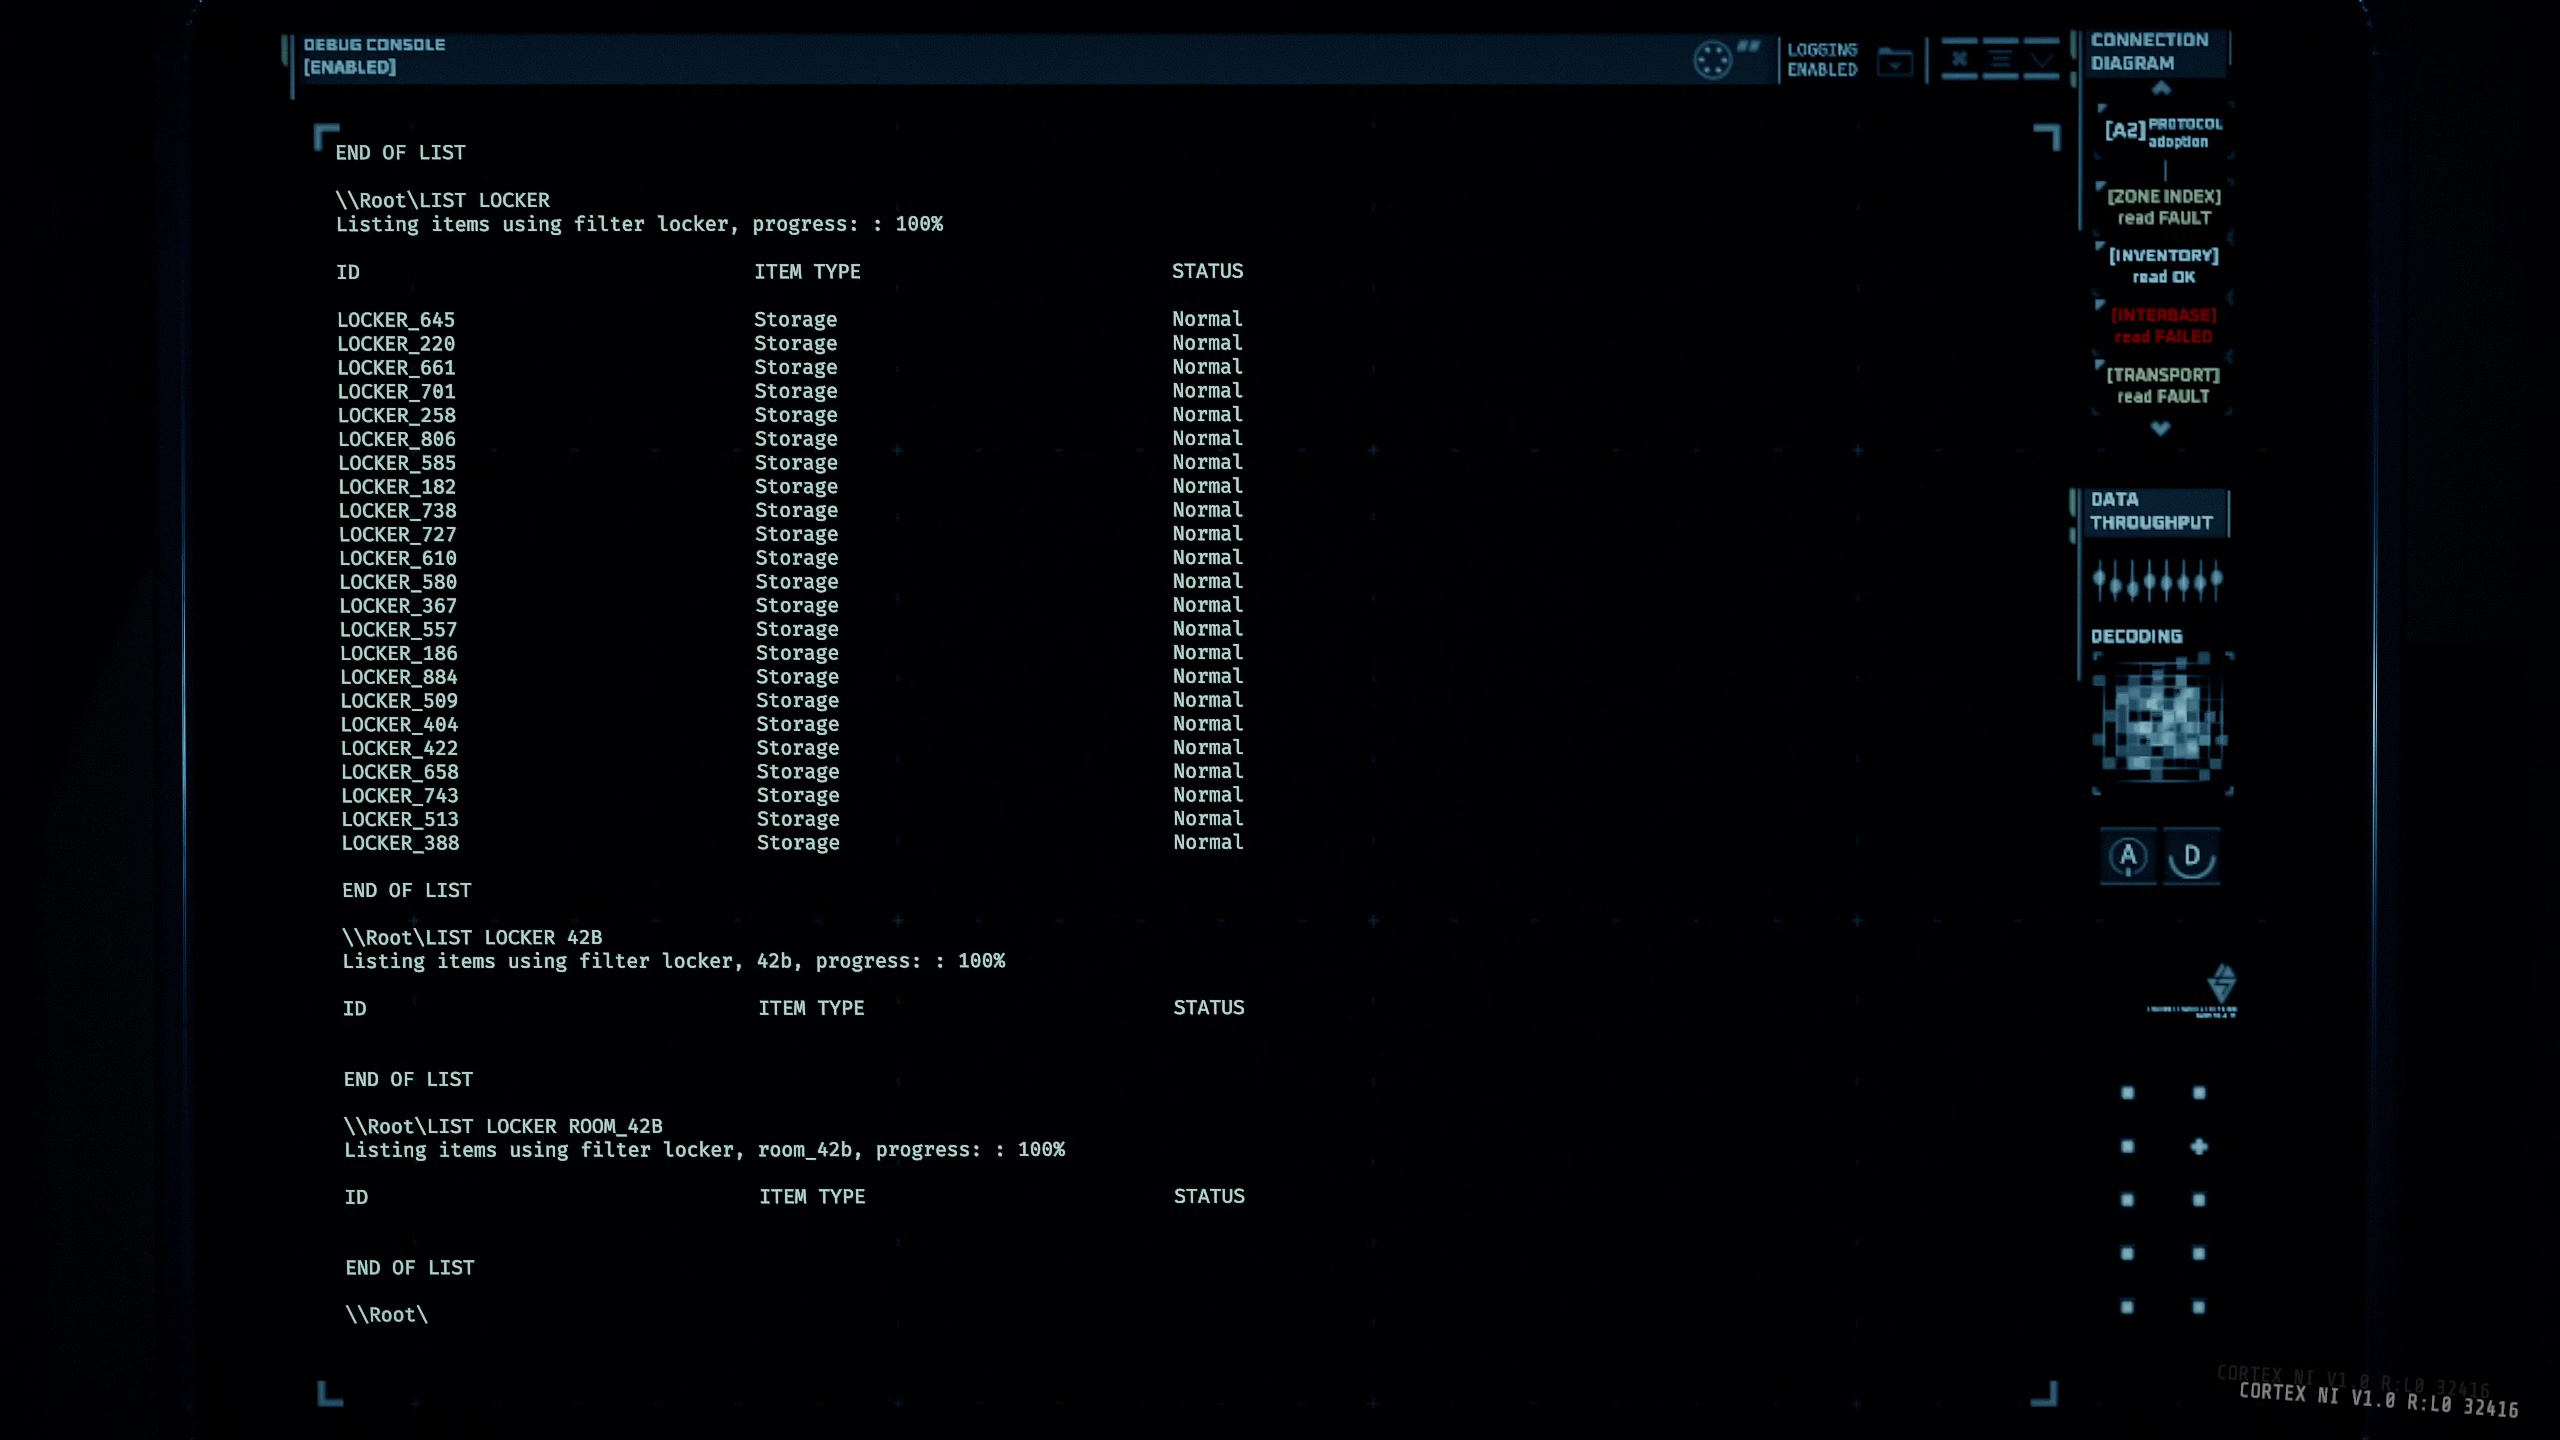 DEBUG CONSOLE
[ENABLED]
LOGGING
ENABLED
END OF LIST
\\Root\LIST LOCKER
Listing items using filter locker, progress: : 100%
ID ITEM TYPE STATUS
LOCKER_645 Storage Normal
LOCKER_220 Storage Normal
LOCKER_661 Storage Normal
LOCKER_701 Storage Normal
LOCKER_258 Storage Normal
LOCKER_806 Storage Normal
LOCKER_585 Storage Normal
LOCKER_182 Storage Normal
LOCKER_738 Storage Normal
LOCKER_727 Storage Normal
LOCKER_610 Storage Normal
LOCKER_580 Storage Normal
LOCKER_367 Storage Normal
LOCKER_557 Storage Normal
LOCKER_186 Storage Normal
LOCKER_884 Storage Normal
LOCKER_509 Storage Normal
LOCKER_404 Storage Normal
LOCKER_422 Storage Normal
LOCKER_658 Storage Normal
LOCKER_743 Storage Normal
LOCKER_513 Storage Normal
LOCKER_388 Storage Normal
END OF LIST
\\Root\LIST LOCKER 42B
Listing items using filter locker, 42b, progress: : 100%
ID ITEM TYPE STATUS
END OF LIST
\\Root\LIST LOCKER ROOM_42B
Listing items using filter locker, room_42b, progress: : 100%
ID ITEM TYPE STATUS
END OF LIST
\\Root\
CONNECTION
DIAGRAM
[A2] PROTOCOL
adoption
[ZONE INDEX]
read FAULT
[INVENTORY]
read OK
[INTERBASE]
read FAILED
[TRANSPORT]
read FAULT
DATA
THROUGHPUT
DECODING
A D
CORTEX NI V1.0 R:L0 32416
CORTEX NI V1.0 R:L0 32416